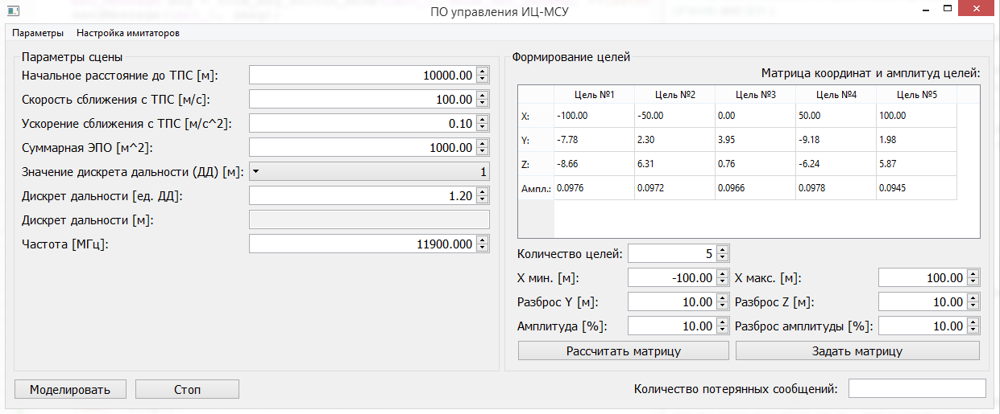 ПО управления ИЦ-МСУ
Параметры Настройка имитаторов
Параметры сцены
Начальное расстояние до ТПС [м]: 10000.00
Скорость сближения с ТПС [м/с]: 100.00
Ускорение сближения с ТПС [м/с^2]: 0.10
Суммарная ЭПО [м^2]: 1000.00
Значение дискрета дальности (ДД) [м]: 1
Дискрет дальности [ед. ДД]: 1.20
Дискрет дальности [м]:
Частота [МГц]: 11900.000
Моделировать Стоп
Формирование целей
Матрица координат и амплитуд целей:
Цель №1 Цель №2 Цель №3 Цель №4 Цель №5
X: -100.00 -50.00 0.00 50.00 100.00
Y: -7.78 2.30 3.95 -9.18 1.98
Z: -8.66 6.31 0.76 -6.24 5.87
Ампл.: 0.0976 0.0972 0.0966 0.0978 0.0945
Количество целей: 5
X мин. [м]: -100.00 X макс. [м]: 100.00
Разброс Y [м]: 10.00 Разброс Z [м]: 10.00
Амплитуда [%]: 10.00 Разброс амплитуды [%]: 10.00
Рассчитать матрицу Задать матрицу
Количество потерянных сообщений: